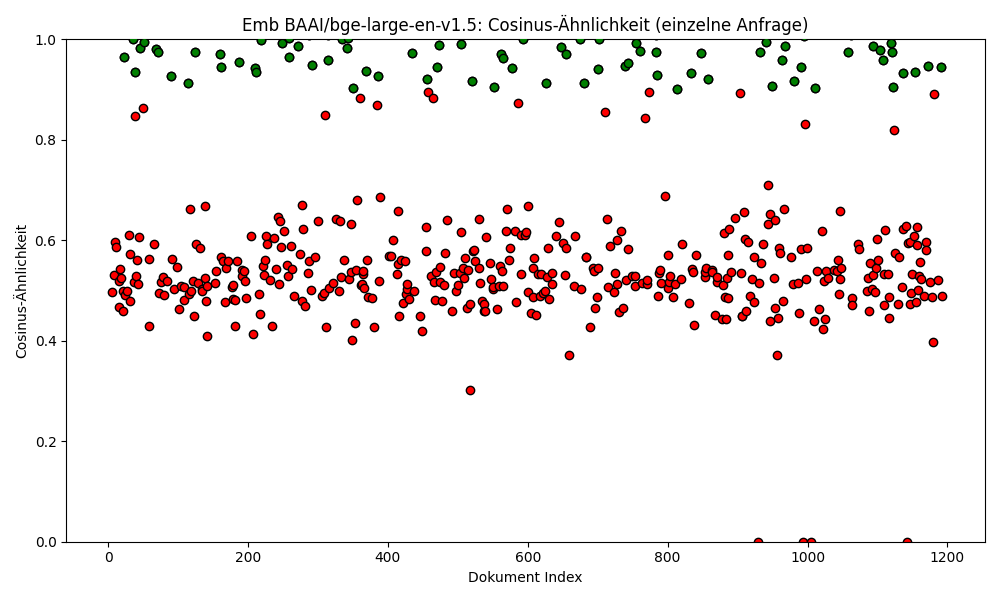 Emb BAAI/bge-large-en-v1.5: Cosinus-Ähnlichkeit (einzelne Anfrage)
1.0
0.8
0.6
0.4
0.2
0.0
Cosinus-Ähnlichkeit
0 200 400 600 800 1000 1200
Dokument Index